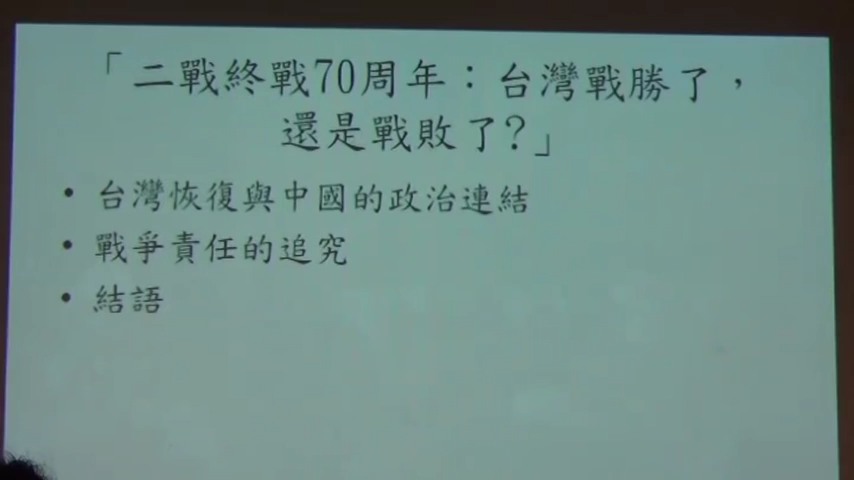 「二戰終戰70周年：台灣戰勝了，
還是戰敗了?」
• 台灣恢復與中國的政治連結
• 戰爭責任的追究
• 結語